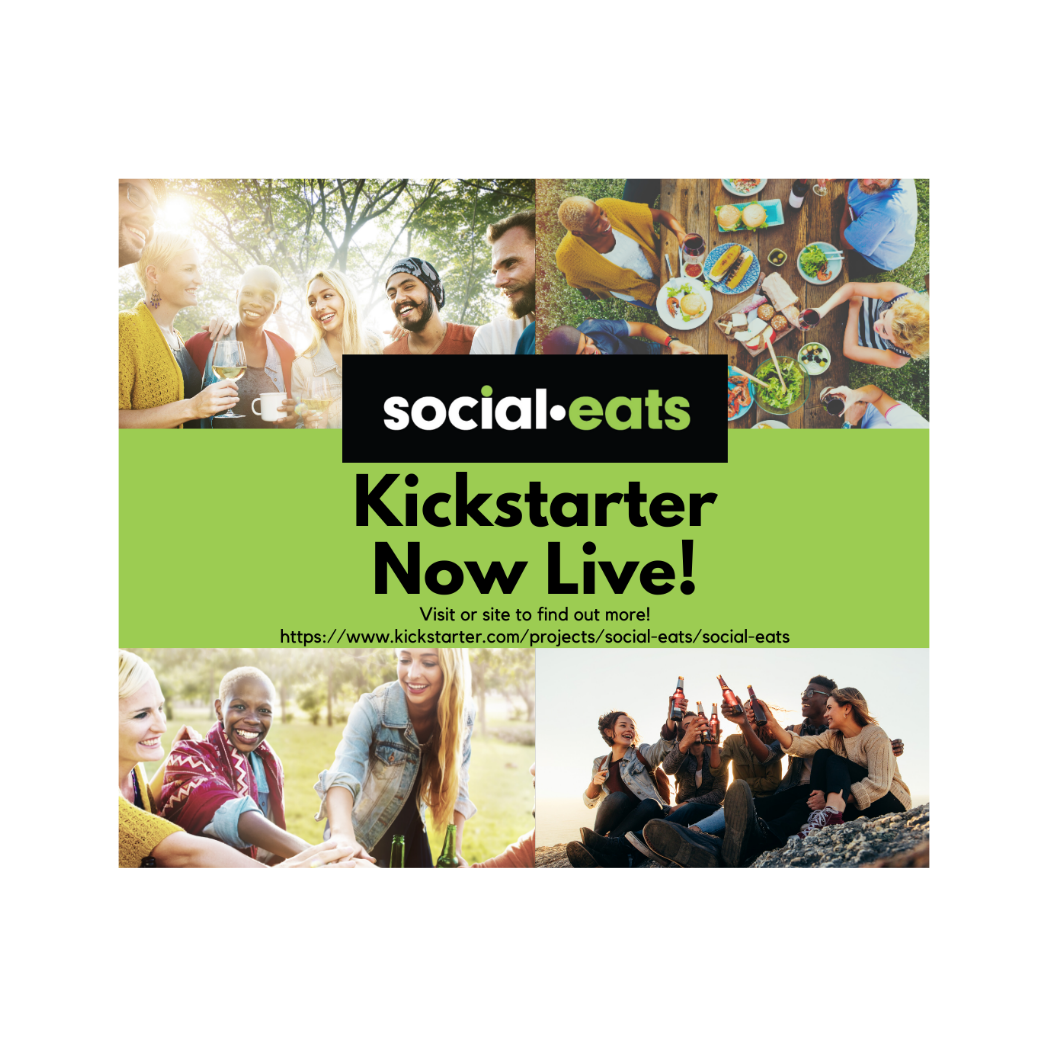 social•eats
Kickstarter
Now Live!
Visit or site to find out more!
https://www.kickstarter.com/projects/social-eats/social-eats